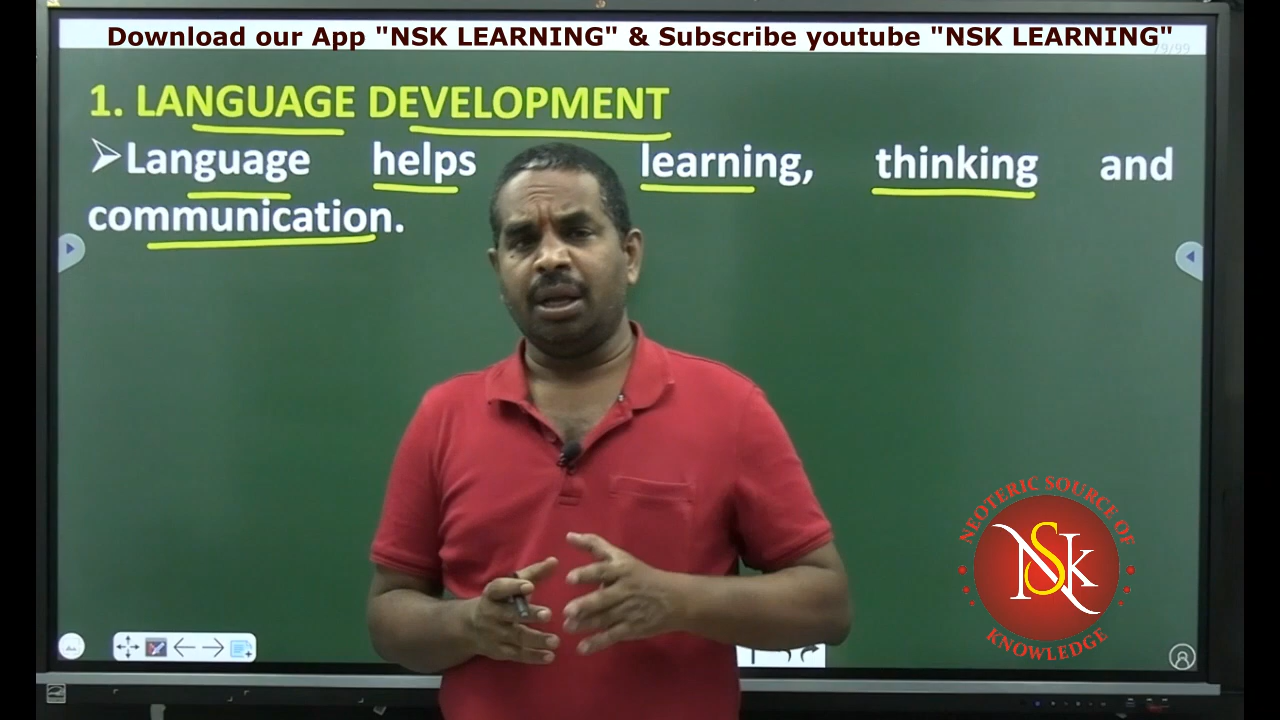 Download our App "NSK LEARNING" & Subscribe youtube "NSK LEARNING"
1. LANGUAGE DEVELOPMENT
➢Language helps learning, thinking and
communication.
NEOTERIC SOURCE OF
NSK
KNOWLEDGE